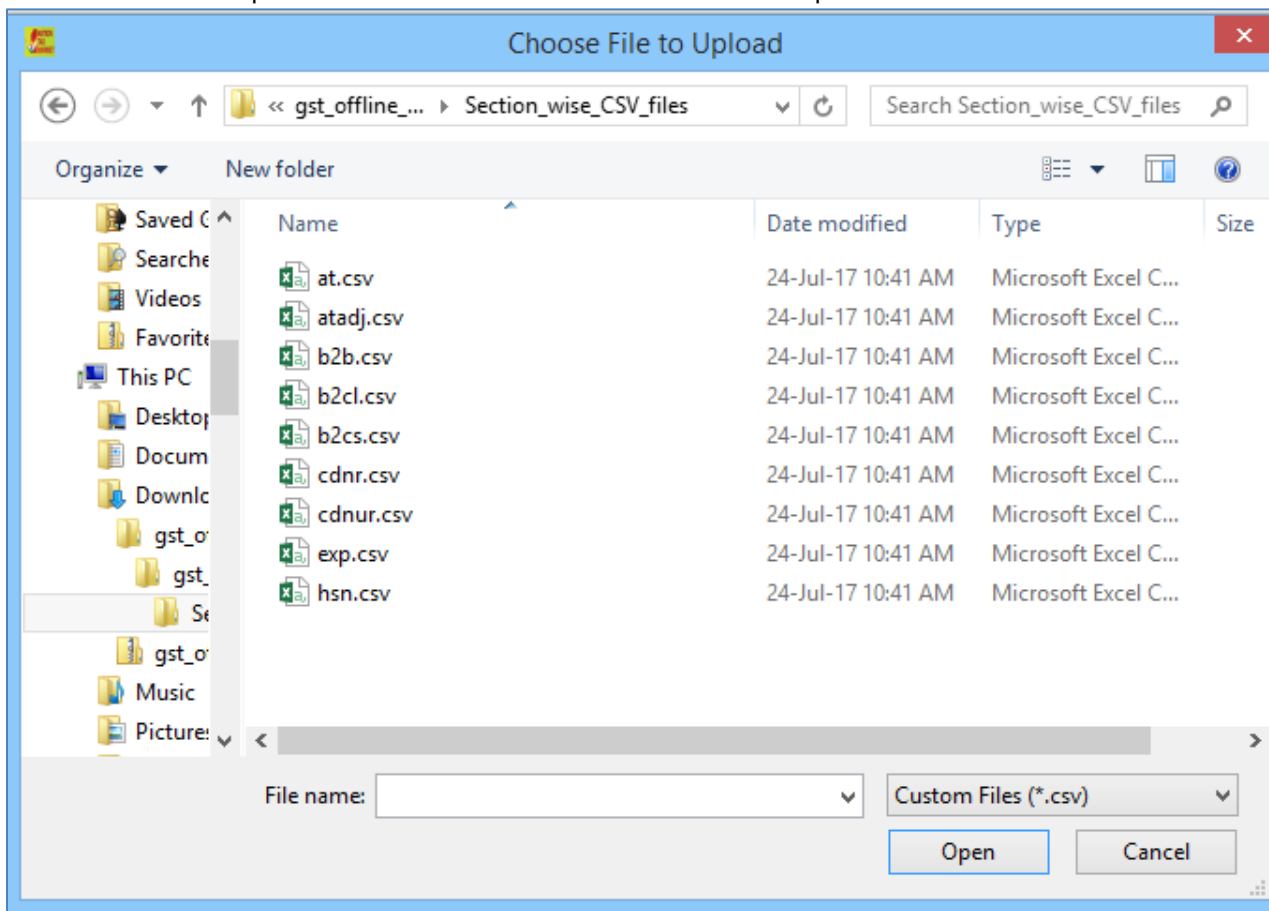 Choose File to Upload
« gst_offline_... Section_wise_CSV_files Search Section_wise_CSV_files
Organize New folder
Name Date modified Type Size
Saved
Searche
Videos
Favorite
This PC
Desktop
Docum
Downlo
gst_o
gst_
Se
gst_o
Music
Pictures
at.csv 24-Jul-17 10:41 AM Microsoft Excel C...
atadj.csv 24-Jul-17 10:41 AM Microsoft Excel C...
b2b.csv 24-Jul-17 10:41 AM Microsoft Excel C...
b2cl.csv 24-Jul-17 10:41 AM Microsoft Excel C...
b2cs.csv 24-Jul-17 10:41 AM Microsoft Excel C...
cdnr.csv 24-Jul-17 10:41 AM Microsoft Excel C...
cdnur.csv 24-Jul-17 10:41 AM Microsoft Excel C...
exp.csv 24-Jul-17 10:41 AM Microsoft Excel C...
hsn.csv 24-Jul-17 10:41 AM Microsoft Excel C...
File name: Custom Files (*.csv)
Open Cancel